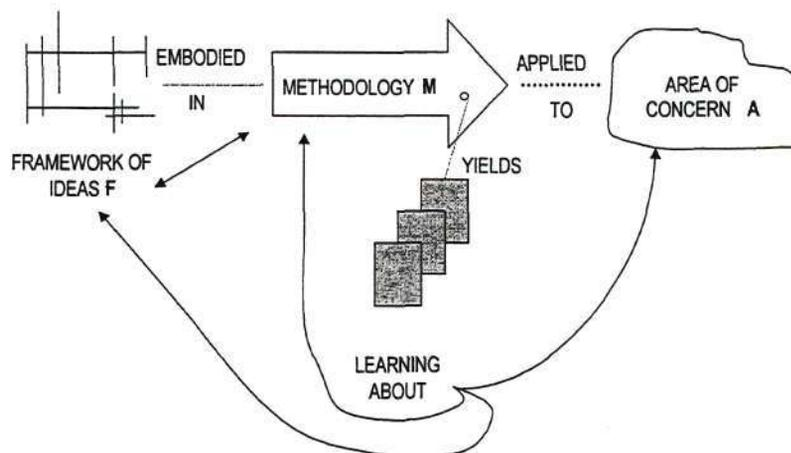 EMBODIED
IN
METHODOLOGY M
APPLIED
TO
AREA OF
CONCERN A
FRAMEWORK OF
IDEAS F
YIELDS
LEARNING
ABOUT